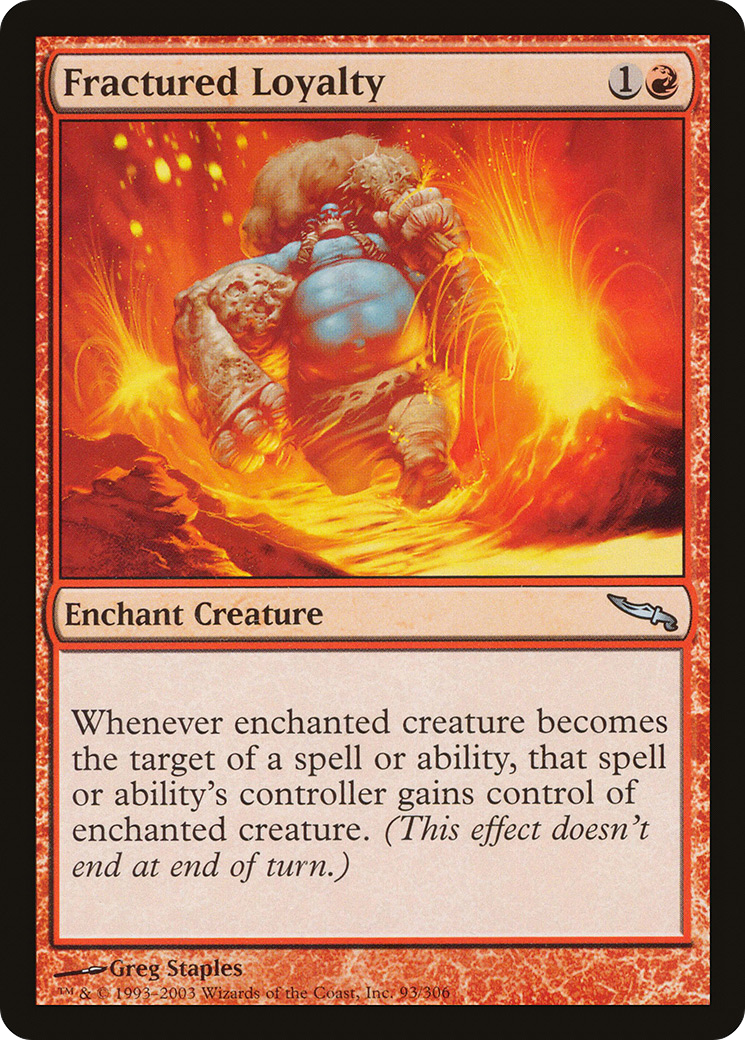 Fractured Loyalty
1
Enchant Creature
Whenever enchanted creature becomes
the target of a spell or ability, that spell
or ability's controller gains control of
enchanted creature. (This effect doesn't
end at end of turn.)
Greg Staples
™ & © 1993–2003 Wizards of the Coast, Inc. 93/306